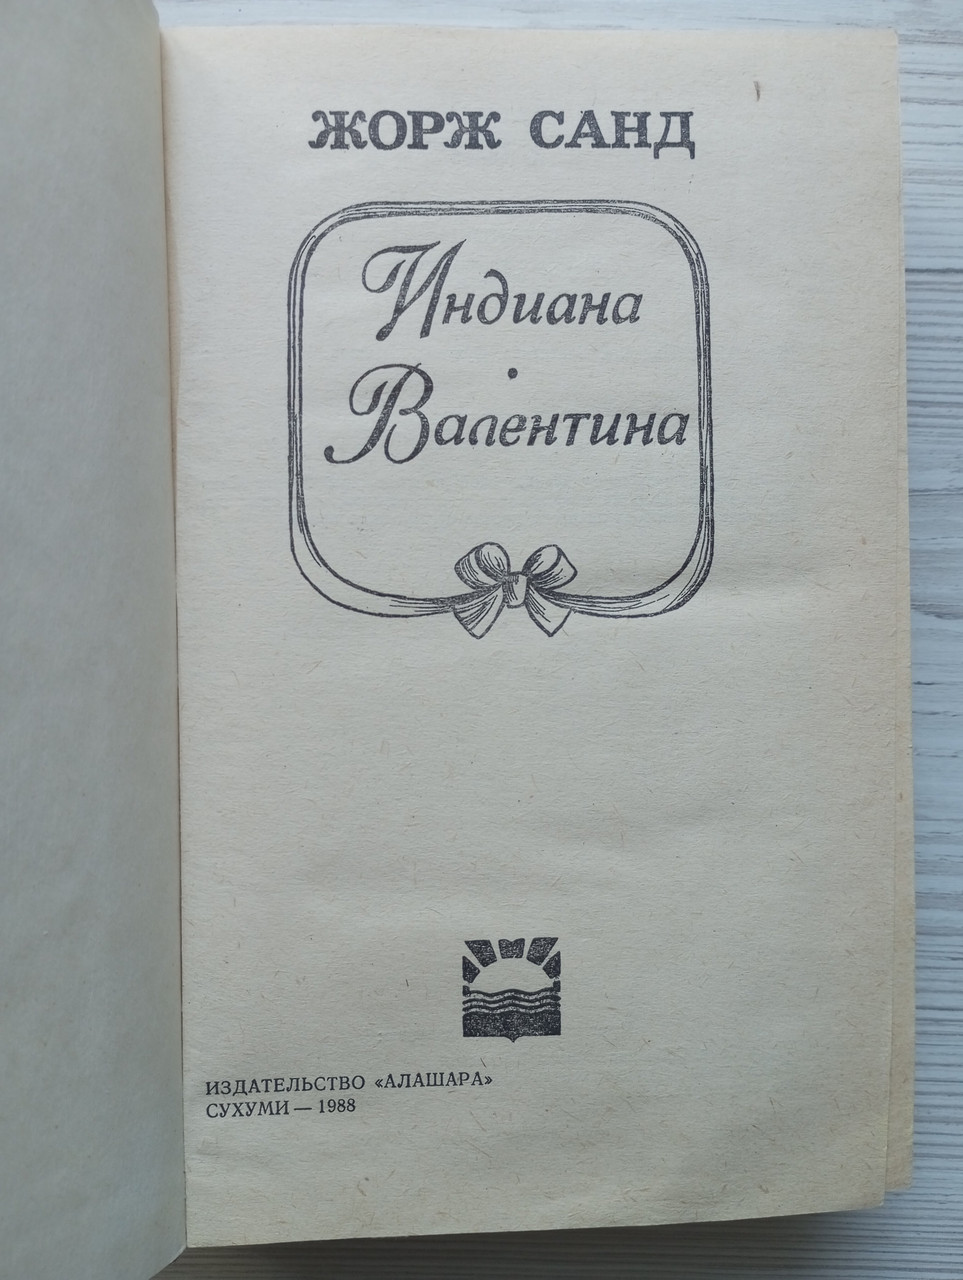 ЖОРЖ САНД
Индиана
·
Валентина
ИЗДАТЕЛЬСТВО «АЛАШАРА»
СУХУМИ — 1988